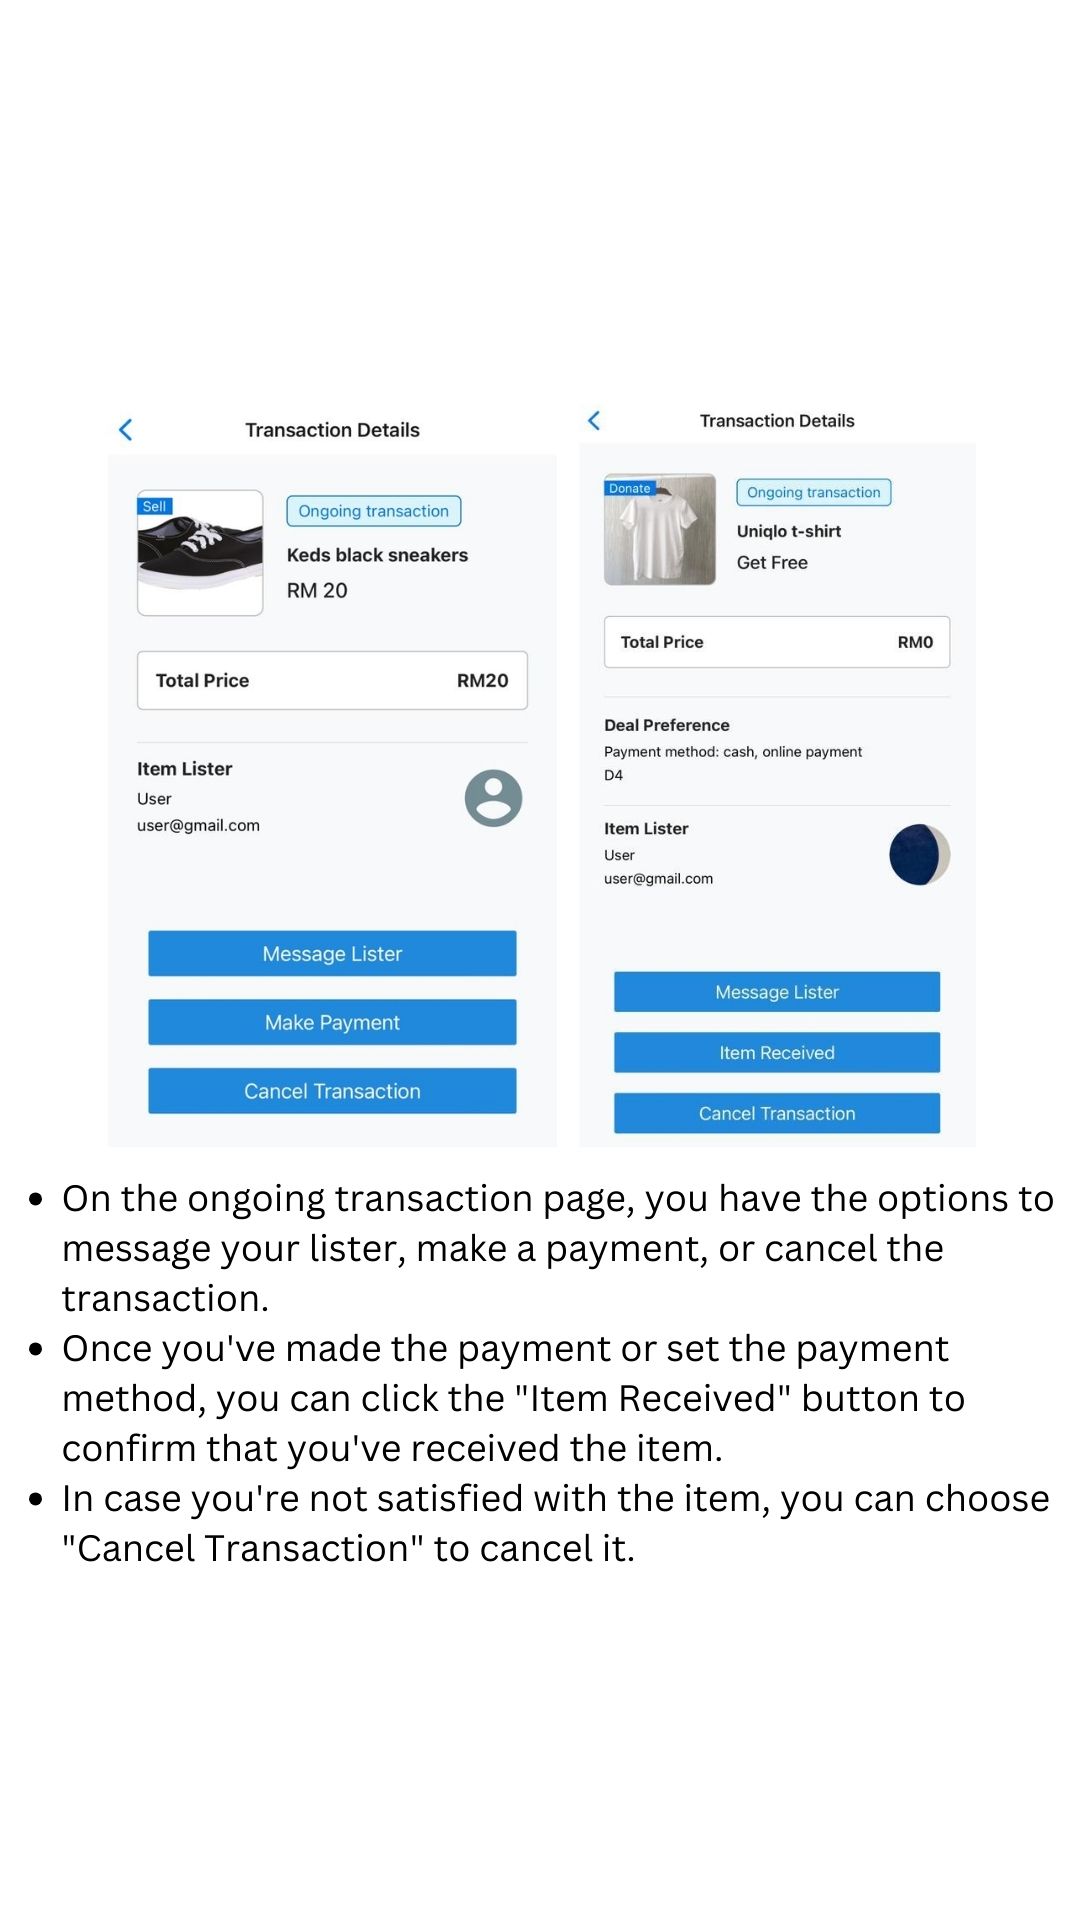 Transaction Details
Sell
Ongoing transaction
Keds black sneakers
RM 20
Total Price RM20
Item Lister
User
user@gmail.com
Message Lister
Make Payment
Cancel Transaction
Transaction Details
Donate
Ongoing transaction
Uniqlo t-shirt
Get Free
Total Price RM0
Deal Preference
Payment method: cash, online payment
D4
Item Lister
User
user@gmail.com
Message Lister
Item Received
Cancel Transaction
• On the ongoing transaction page, you have the options to
message your lister, make a payment, or cancel the
transaction.
• Once you've made the payment or set the payment
method, you can click the "Item Received" button to
confirm that you've received the item.
• In case you're not satisfied with the item, you can choose
"Cancel Transaction" to cancel it.